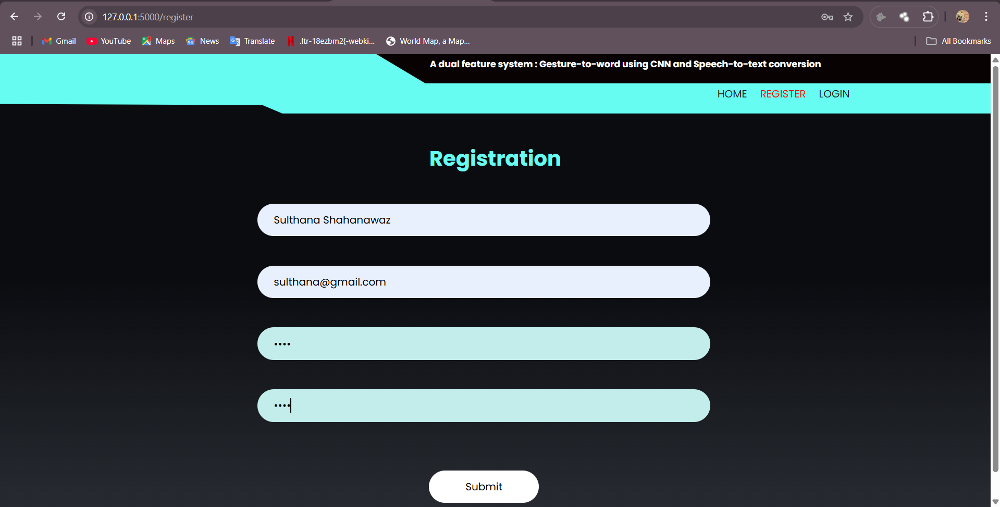 127.0.0.1:5000/register
Gmail YouTube Maps News Translate .ltr-18ezbm2{-webki... World Map, a Map... All Bookmarks
A dual feature system : Gesture-to-word using CNN and Speech-to-text conversion
HOME REGISTER LOGIN
Registration
Sulthana Shahanawaz
sulthana@gmail.com
••••
••••
Submit